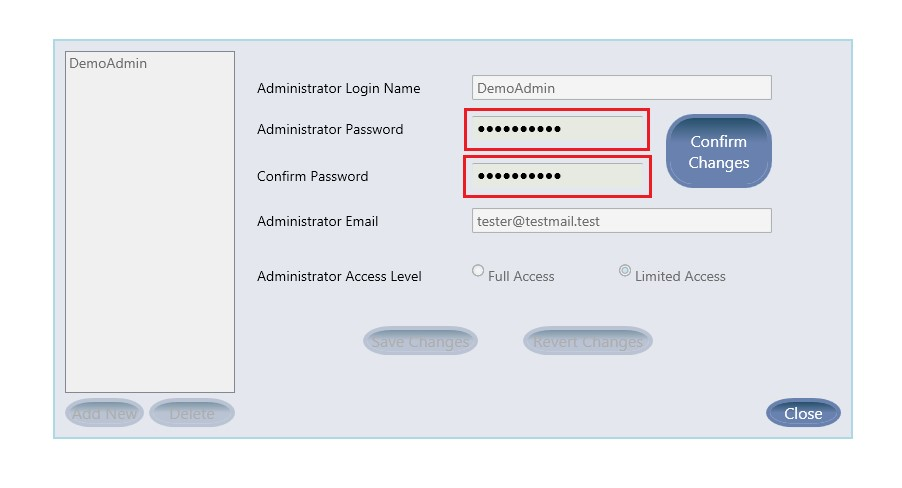 DemoAdmin
Administrator Login Name
DemoAdmin
Administrator Password
●●●●●●●●●●
Confirm
Changes
Confirm Password
●●●●●●●●●●
Administrator Email
tester@testmail.test
Administrator Access Level
Full Access
Limited Access
Save Changes
Revert Changes
Add New
Delete
Close